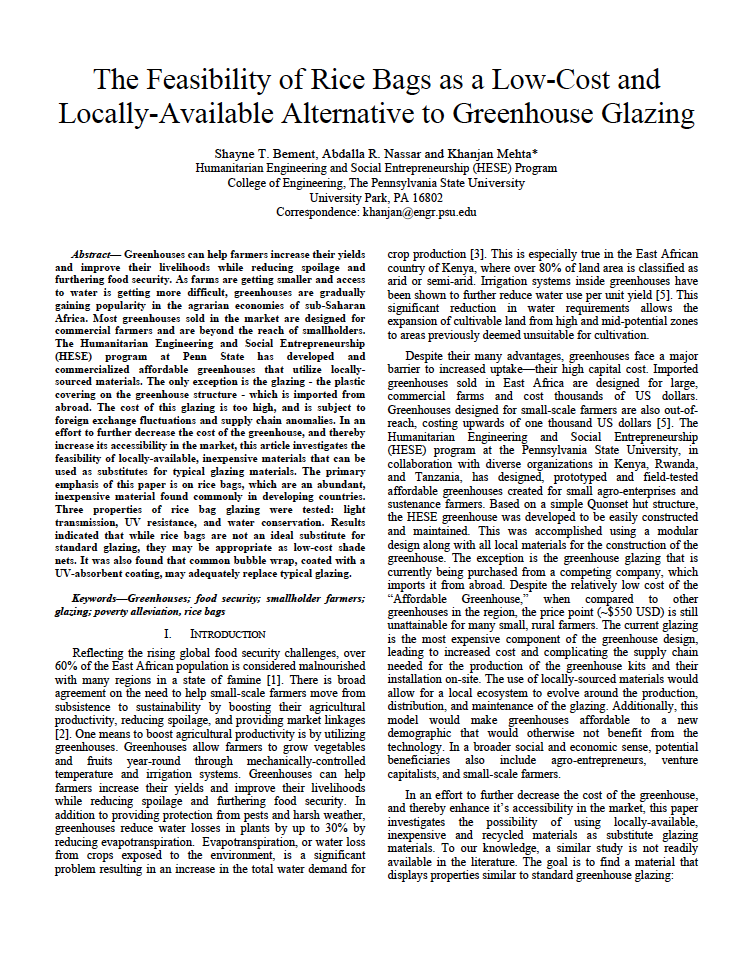 The Feasibility of Rice Bags as a Low-Cost and
Locally-Available Alternative to Greenhouse Glazing
Shayne T. Bement, Abdalla R. Nassar and Khanjan Mehta*
Humanitarian Engineering and Social Entrepreneurship (HESE) Program
College of Engineering, The Pennsylvania State University
University Park, PA 16802
Correspondence: khanjan@engr.psu.edu
Abstract— Greenhouses can help farmers increase their yields
and improve their livelihoods while reducing spoilage and
furthering food security. As farms are getting smaller and access
to water is getting more difficult, greenhouses are gradually
gaining popularity in the agrarian economies of sub-Saharan
Africa. Most greenhouses sold in the market are designed for
commercial farmers and are beyond the reach of smallholders.
The Humanitarian Engineering and Social Entrepreneurship
(HESE) program at Penn State has developed and
commercialized affordable greenhouses that utilize locally-
sourced materials. The only exception is the glazing - the plastic
covering on the greenhouse structure - which is imported from
abroad. The cost of this glazing is too high, and is subject to
foreign exchange fluctuations and supply chain anomalies. In an
effort to further decrease the cost of the greenhouse, and thereby
increase its accessibility in the market, this article investigates the
feasibility of locally-available, inexpensive materials that can be
used as substitutes for typical glazing materials. The primary
emphasis of this paper is on rice bags, which are an abundant,
inexpensive material found commonly in developing countries.
Three properties of rice bag glazing were tested: light
transmission, UV resistance, and water conservation. Results
indicated that while rice bags are not an ideal substitute for
standard glazing, they may be appropriate as low-cost shade
nets. It was also found that common bubble wrap, coated with a
UV-absorbent coating, may adequately replace typical glazing.
Keywords—Greenhouses; food security; smallholder farmers;
glazing; poverty alleviation, rice bags
I. INTRODUCTION
Reflecting the rising global food security challenges, over
60% of the East African population is considered malnourished
with many regions in a state of famine [1]. There is broad
agreement on the need to help small-scale farmers move from
subsistence to sustainability by boosting their agricultural
productivity, reducing spoilage, and providing market linkages
[2]. One means to boost agricultural productivity is by utilizing
greenhouses. Greenhouses allow farmers to grow vegetables
and fruits year-round through mechanically-controlled
temperature and irrigation systems. Greenhouses can help
farmers increase their yields and improve their livelihoods
while reducing spoilage and furthering food security. In
addition to providing protection from pests and harsh weather,
greenhouses reduce water losses in plants by up to 30% by
reducing evapotranspiration. Evapotranspiration, or water loss
from crops exposed to the environment, is a significant
problem resulting in an increase in the total water demand for
crop production [3]. This is especially true in the East African
country of Kenya, where over 80% of land area is classified as
arid or semi-arid. Irrigation systems inside greenhouses have
been shown to further reduce water use per unit yield [5]. This
significant reduction in water requirements allows the
expansion of cultivable land from high and mid-potential zones
to areas previously deemed unsuitable for cultivation.
Despite their many advantages, greenhouses face a major
barrier to increased uptake—their high capital cost. Imported
greenhouses sold in East Africa are designed for large,
commercial farms and cost thousands of US dollars.
Greenhouses designed for small-scale farmers are also out-of-
reach, costing upwards of one thousand US dollars [5]. The
Humanitarian Engineering and Social Entrepreneurship
(HESE) program at the Pennsylvania State University, in
collaboration with diverse organizations in Kenya, Rwanda,
and Tanzania, has designed, prototyped and field-tested
affordable greenhouses created for small agro-enterprises and
sustenance farmers. Based on a simple Quonset hut structure,
the HESE greenhouse was developed to be easily constructed
and maintained. This was accomplished using a modular
design along with all local materials for the construction of the
greenhouse. The exception is the greenhouse glazing that is
currently being purchased from a competing company, which
imports it from abroad. Despite the relatively low cost of the
“Affordable Greenhouse,” when compared to other
greenhouses in the region, the price point (~$550 USD) is still
unattainable for many small, rural farmers. The current glazing
is the most expensive component of the greenhouse design,
leading to increased cost and complicating the supply chain
needed for the production of the greenhouse kits and their
installation on-site. The use of locally-sourced materials would
allow for a local ecosystem to evolve around the production,
distribution, and maintenance of the glazing. Additionally, this
model would make greenhouses affordable to a new
demographic that would otherwise not benefit from the
technology. In a broader social and economic sense, potential
beneficiaries also include agro-entrepreneurs, venture
capitalists, and small-scale farmers.
In an effort to further decrease the cost of the greenhouse,
and thereby enhance it’s accessibility in the market, this paper
investigates the possibility of using locally-available,
inexpensive and recycled materials as substitute glazing
materials. To our knowledge, a similar study is not readily
available in the literature. The goal is to find a material that
displays properties similar to standard greenhouse glazing: